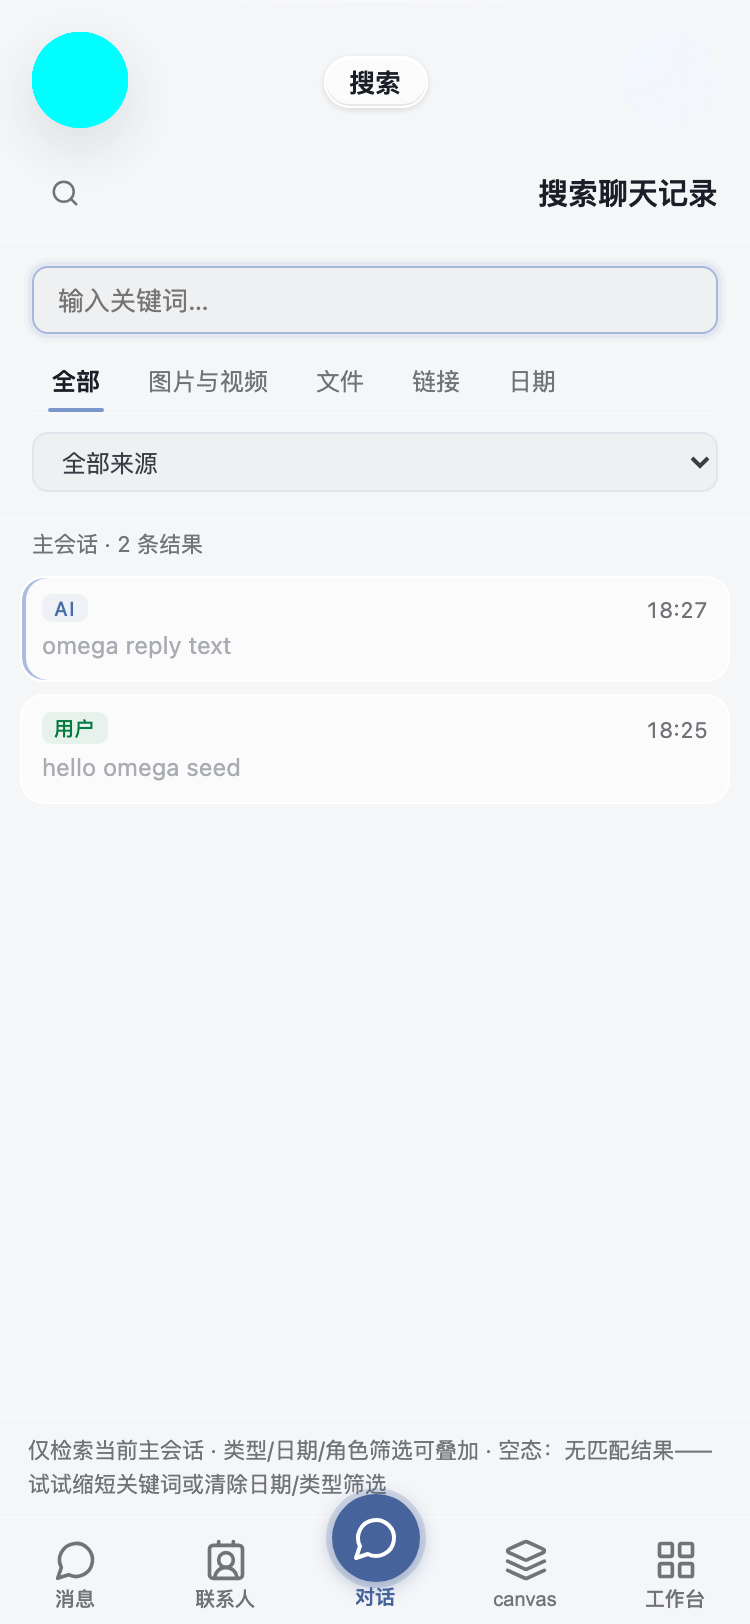 搜索
搜索聊天记录
输入关键词...
全部 图片与视频 文件 链接 日期
全部来源
主会话 · 2 条结果
AI 18:27
omega reply text
用户 18:25
hello omega seed
仅检索当前主会话 · 类型/日期/角色筛选可叠加 · 空态：无匹配结果——
试试缩短关键词或清除日期/类型筛选
消息 联系人 对话 canvas 工作台